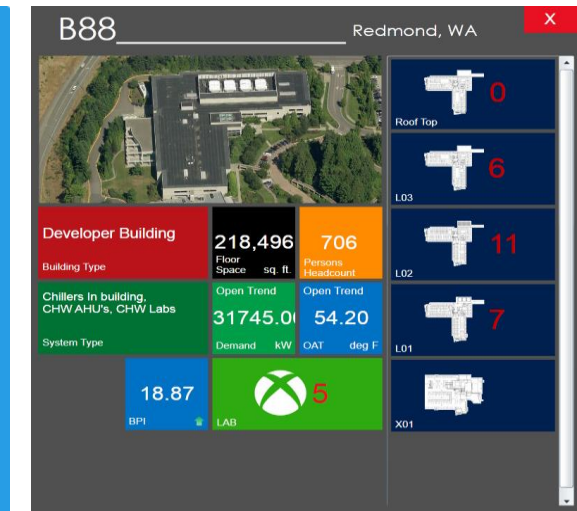 B88
Redmond, WA
X
Developer Building
Building Type
218,496
Floor
Space sq. ft.
706
Persons
Headcount
Chillers In building,
CHW AHU's, CHW Labs
System Type
Open Trend
31745.0
Demand kW
Open Trend
54.20
OAT deg F
18.87
BPI
5
LAB
0
Roof Top
6
L03
11
L02
7
L01
X01